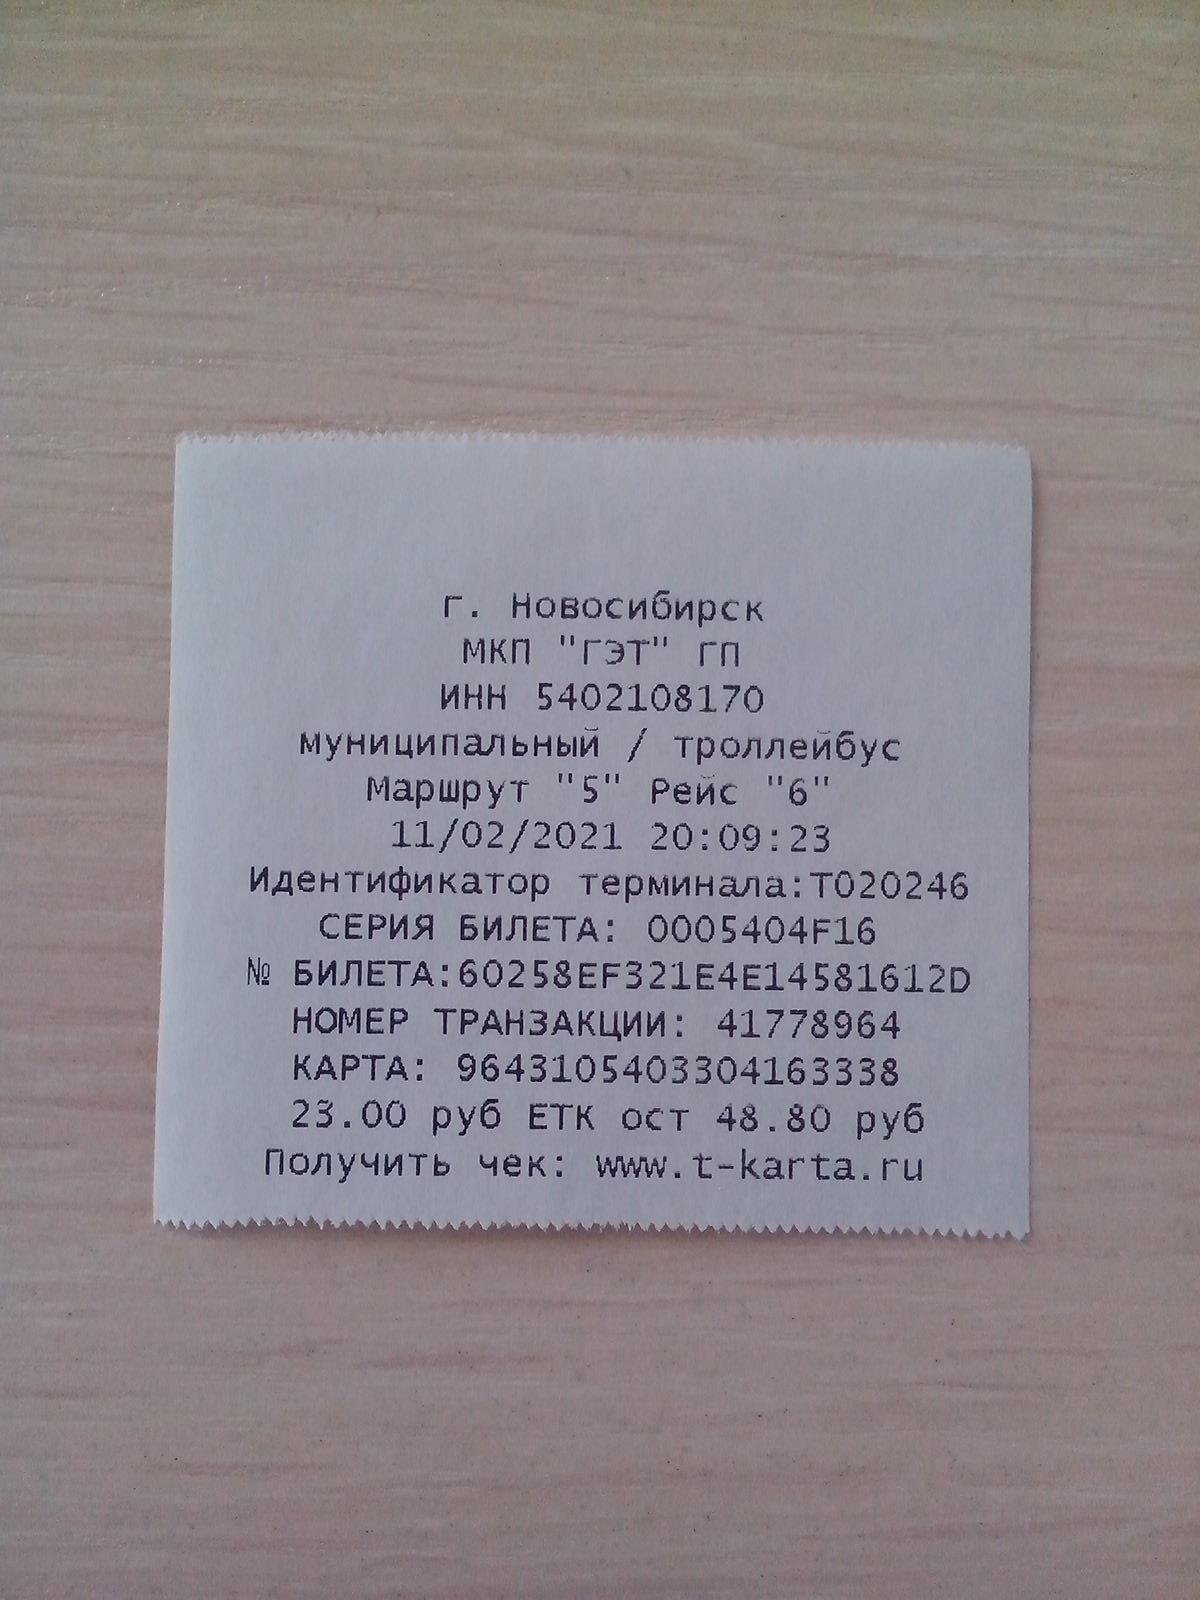 г. Новосибирск
МКП "ГЭТ" ГП
ИНН 5402108170
муниципальный / троллейбус
Маршрут "5" Рейс "6"
11/02/2021 20:09:23
Идентификатор терминала:T020246
СЕРИЯ БИЛЕТА: 0005404F16
№ БИЛЕТА:60258EF321E4E14581612D
НОМЕР ТРАНЗАКЦИИ: 41778964
КАРТА: 9643105403304163338
23.00 руб ЕТК ост 48.80 руб
Получить чек: www.t-karta.ru